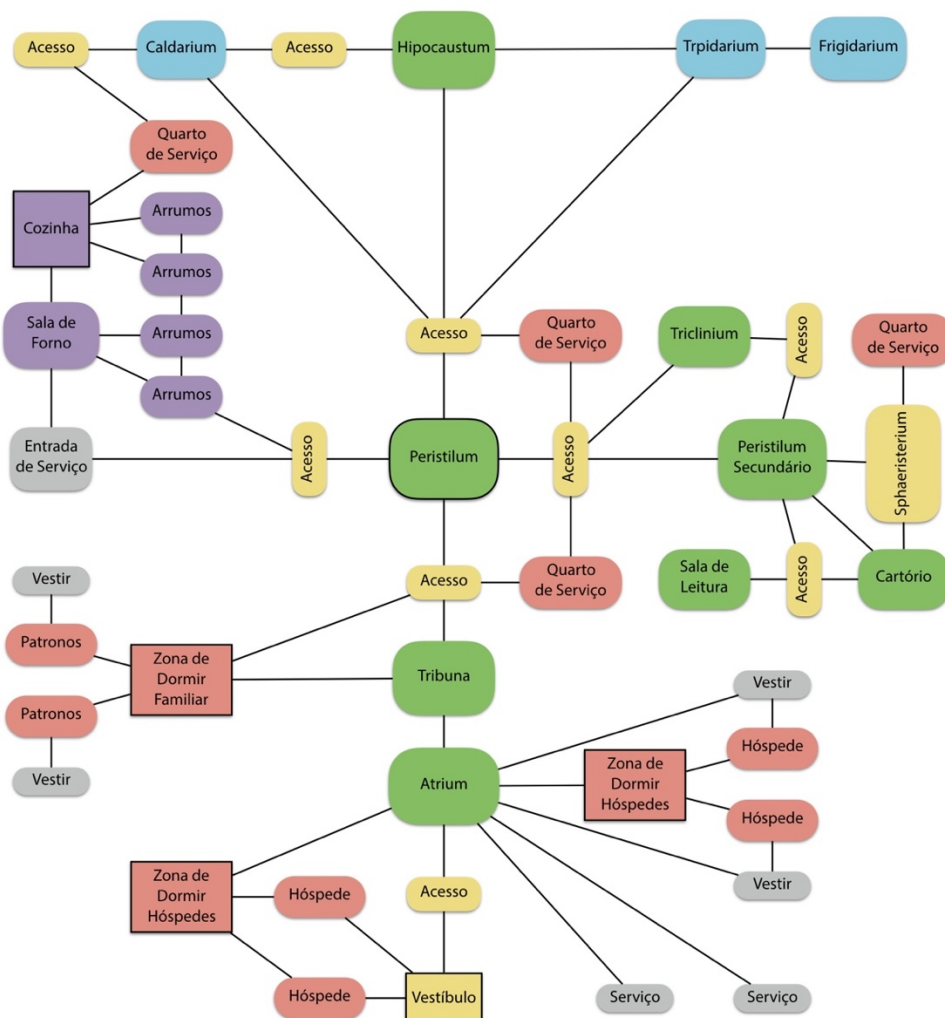 Acesso
Caldarium
Acesso
Hipocaustum
Trpidarium
Frigidarium
Quarto
de Serviço
Cozinha
Arrumos
Arrumos
Sala de
Forno
Arrumos
Arrumos
Acesso
Quarto
de Serviço
Triclinium
Acesso
Quarto
de Serviço
Entrada
de Serviço
Acesso
Peristilum
Acesso
Peristilum
Secundário
Sphaeristerium
Vestir
Acesso
Quarto
de Serviço
Sala de
Leitura
Acesso
Cartório
Patronos
Zona de
Dormir
Familiar
Tribuna
Patronos
Vestir
Vestir
Hóspede
Atrium
Zona de
Dormir
Hóspedes
Hóspede
Vestir
Zona de
Dormir
Hóspedes
Hóspede
Acesso
Hóspede
Vestíbulo
Serviço
Serviço